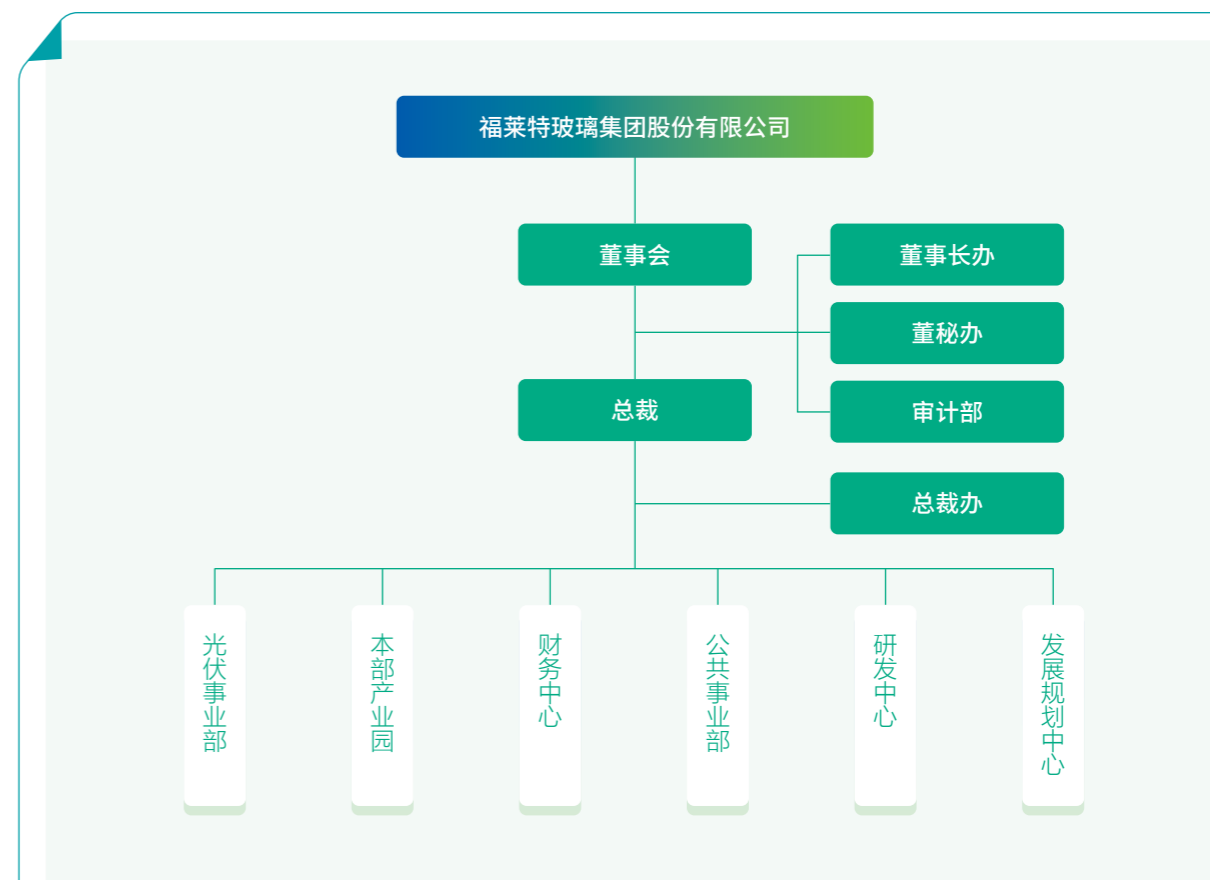 福莱特玻璃集团股份有限公司
董事会
董事长办
董秘办
总裁
审计部
总裁办
光伏事业部
本部产业园
财务中心
公共事业部
研发中心
发展规划中心